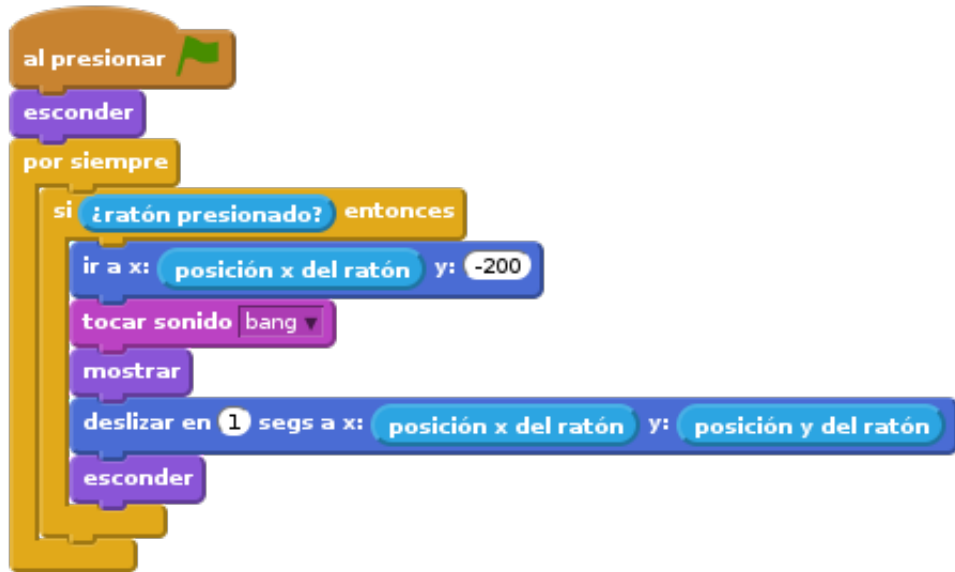 al presionar
esconder
por siempre
si ¿ratón presionado? entonces
ir a x: posición x del ratón y: -200
tocar sonido bang
mostrar
deslizar en 1 segs a x: posición x del ratón y: posición y del ratón
esconder